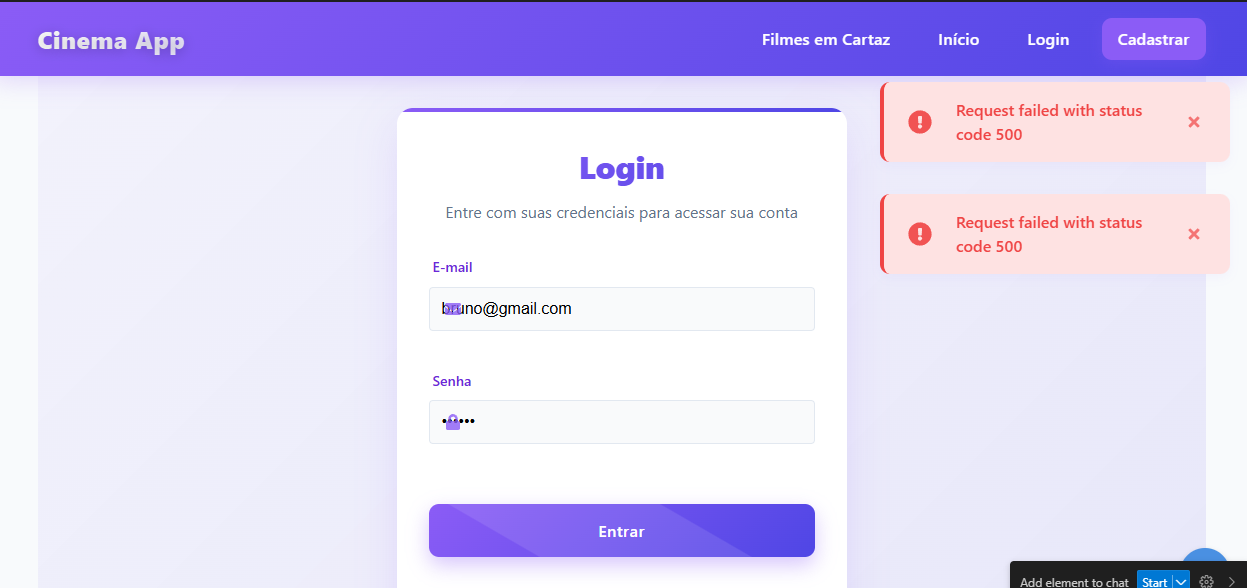 Cinema App
Filmes em Cartaz
Início
Login
Cadastrar
Request failed with status
code 500
Request failed with status
code 500
Login
Entre com suas credenciais para acessar sua conta
E-mail
bruno@gmail.com
Senha
Entrar
Add element to chat
Start